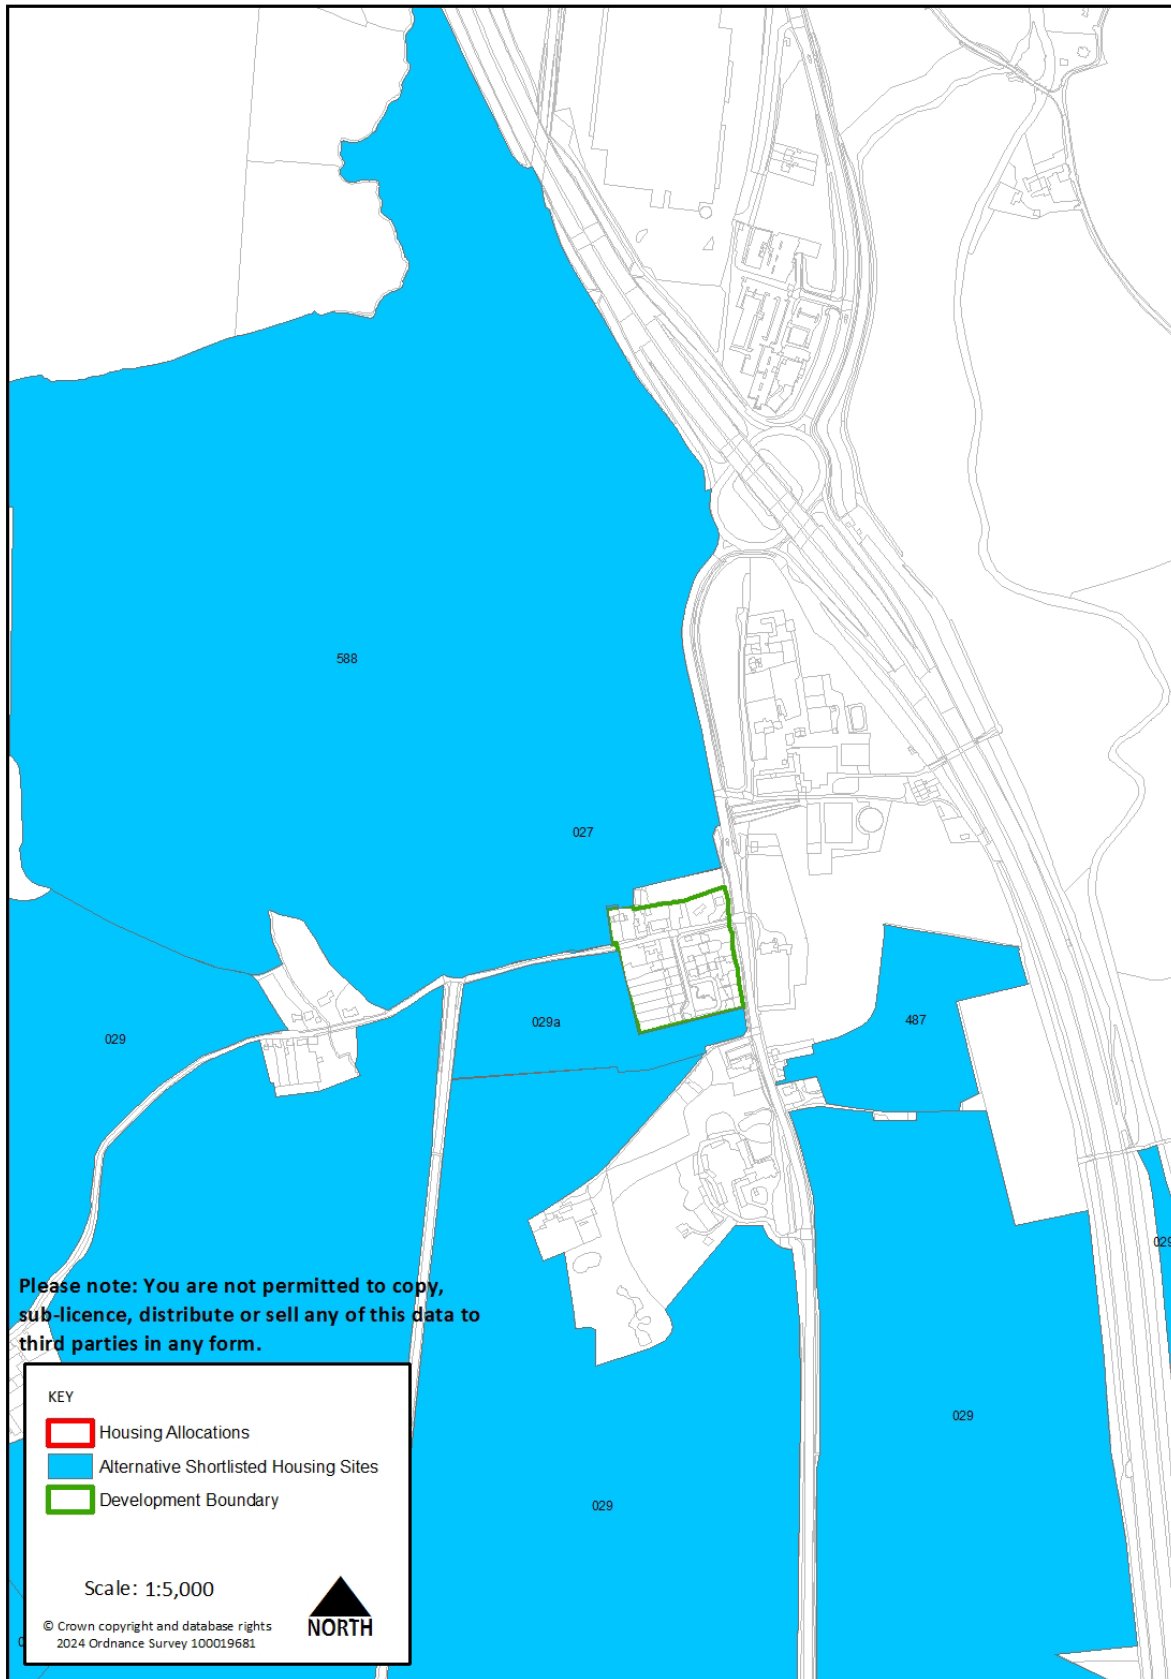 588
027
029
029a
487
029
Please note: You are not permitted to copy,
sub-licence, distribute or sell any of this data to
third parties in any form.
029
029
KEY
Housing Allocations
Alternative Shortlisted Housing Sites
Development Boundary
Scale: 1:5,000
© Crown copyright and database rights
2024 Ordnance Survey 100019681
NORTH